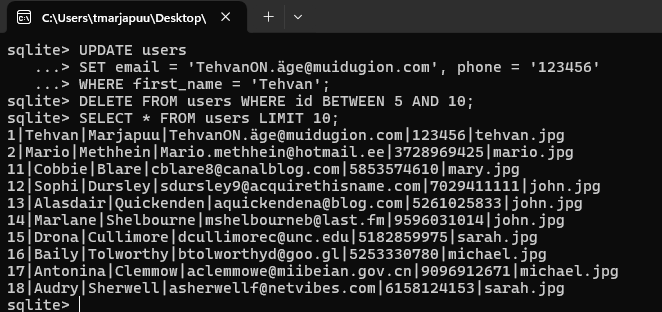 C:\Users\tmarjapuu\Desktop\
sqlite> UPDATE users
   ...> SET email = 'TehvanON.äge@muidugion.com', phone = '123456'
   ...> WHERE first_name = 'Tehvan';
sqlite> DELETE FROM users WHERE id BETWEEN 5 AND 10;
sqlite> SELECT * FROM users LIMIT 10;
1|Tehvan|Marjapuu|TehvanON.äge@muidugion.com|123456|tehvan.jpg
2|Mario|Methhein|Mario.methhein@hotmail.ee|3728969425|mario.jpg
11|Cobbie|Blare|cblare8@canalblog.com|5853574610|mary.jpg
12|Sophi|Dursley|sdursley9@acquirethisname.com|7029411111|john.jpg
13|Alasdair|Quickenden|aquickendena@blog.com|5261025833|john.jpg
14|Marlane|Shelbourne|mshelbourneb@last.fm|9596031014|john.jpg
15|Drona|Cullimore|dcullimorec@unc.edu|5182859975|sarah.jpg
16|Baily|Tolworthy|btolworthyd@goo.gl|5253330780|michael.jpg
17|Antonina|Clemmow|aclemmowe@miibeian.gov.cn|9096912671|michael.jpg
18|Audry|Sherwell|asherwellf@netvibes.com|6158124153|sarah.jpg
sqlite>